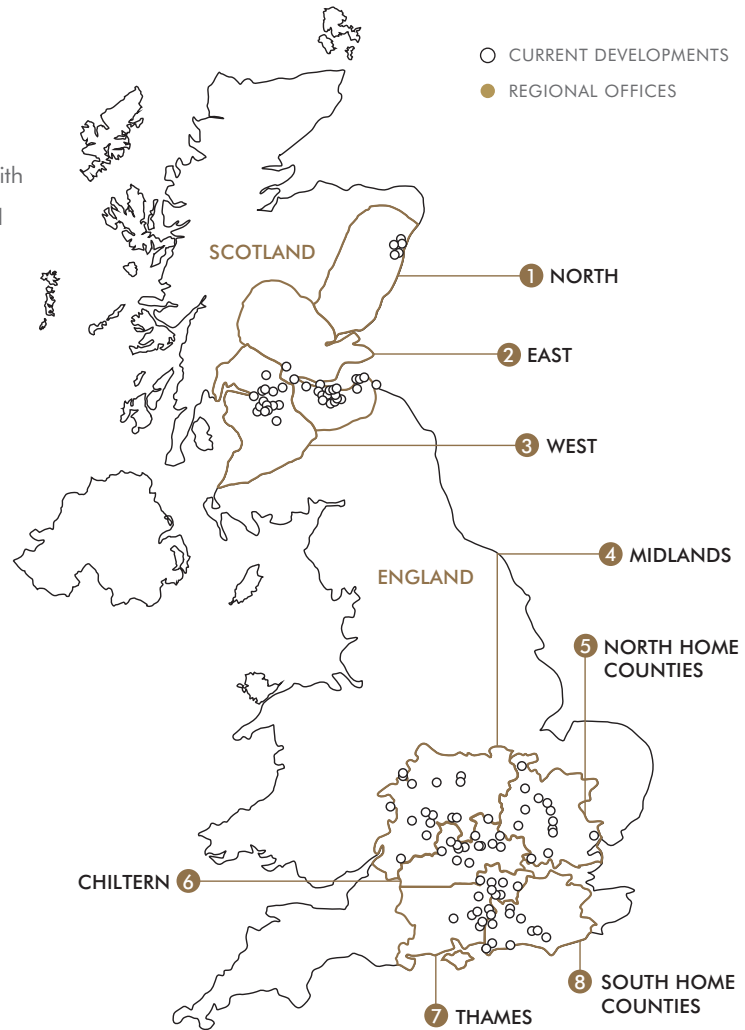 CURRENT DEVELOPMENTS
REGIONAL OFFICES
SCOTLAND
1 NORTH
2 EAST
3 WEST
4 MIDLANDS
ENGLAND
5 NORTH HOME
COUNTIES
CHILTERN 6
8 SOUTH HOME
COUNTIES
7 THAMES